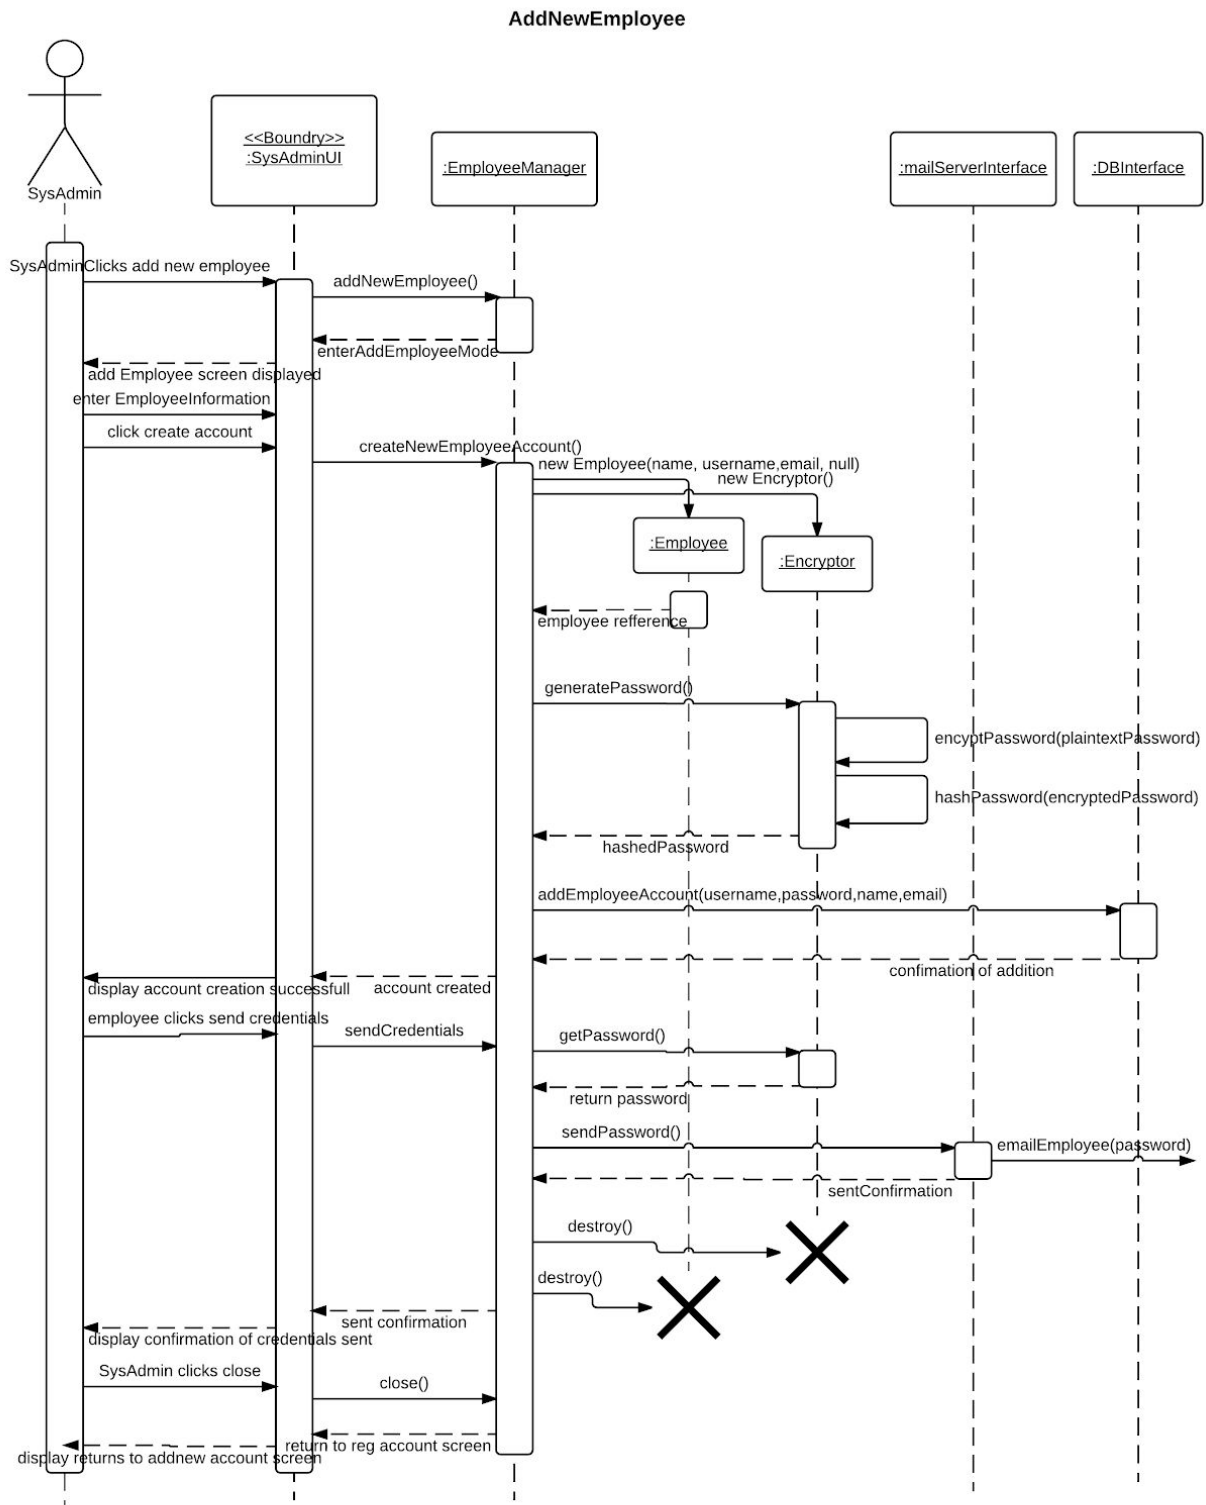 AddNewEmployee
SysAdmin
<<Boundry>>
:SysAdminUI
:EmployeeManager
:mailServerInterface
:DBInterface
SysAdminClicks add new employee
addNewEmployee()
enterAddEmployeeMode
add Employee screen displayed
enter EmployeeInformation
click create account
createNewEmployeeAccount()
new Employee(name, username,email, null)
new Encryptor()
:Employee
:Encryptor
employee refference
generatePassword()
encyptPassword(plaintextPassword)
hashPassword(encryptedPassword)
hashedPassword
addEmployeeAccount(username,password,name,email)
confimation of addition
display account creation successfull
account created
employee clicks send credentials
sendCredentials
getPassword()
return password
sendPassword()
emailEmployee(password)
sentConfirmation
destroy()
destroy()
sent confirmation
display confirmation of credentials sent
SysAdmin clicks close
close()
return to reg account screen
display returns to addnew account screen